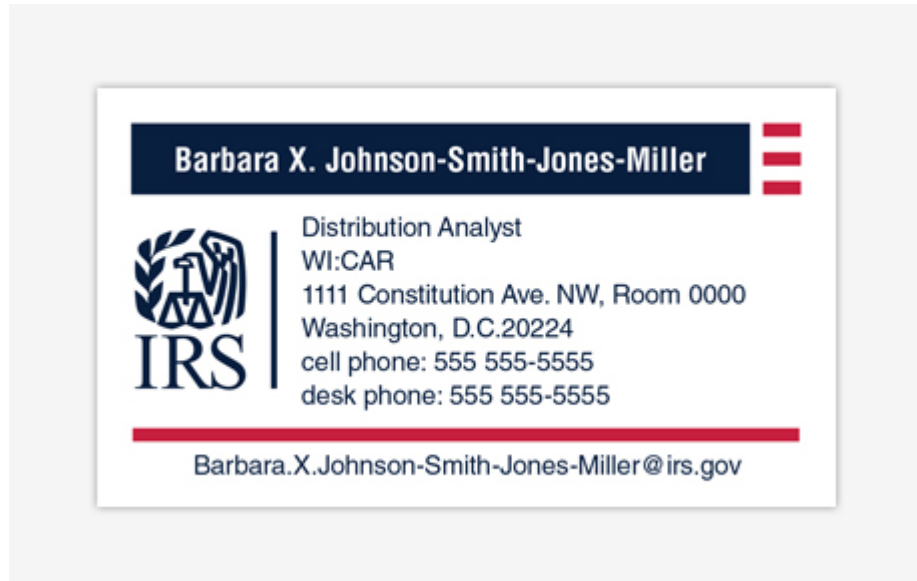 Barbara X. Johnson-Smith-Jones-Miller
Distribution Analyst
WI:CAR
1111 Constitution Ave. NW, Room 0000
Washington, D.C.20224
cell phone: 555 555-5555
desk phone: 555 555-5555
IRS
Barbara.X.Johnson-Smith-Jones-Miller@irs.gov